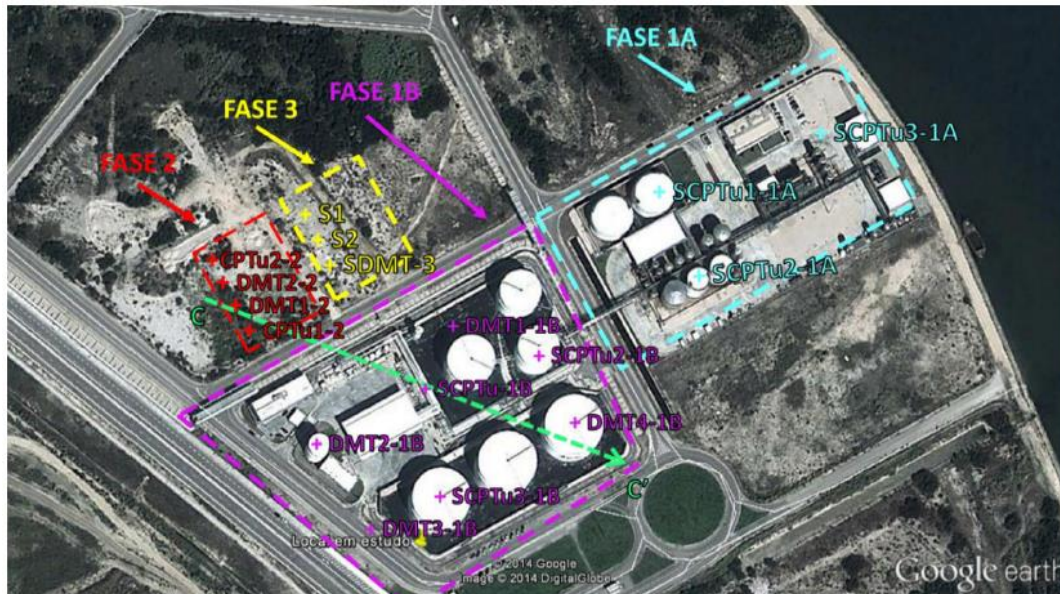 FASE 1A
FASE 1B
FASE 3
FASE 2
SCPTu3-1A
SCPTu1-1A
SCPTu2-1A
S1
S2
SDMT-3
CPTu2-2
DMT2-2
DMT1-2
CPTu1-2
C
DMT1-1B
SCPTu2-1B
SCPTu-1B
DMT4-1B
DMT2-1B
C'
SCPTu3-1B
DMT3-1B
Local em estudo
© 2014 Google
Image © 2014 DigitalGlobe
Google earth